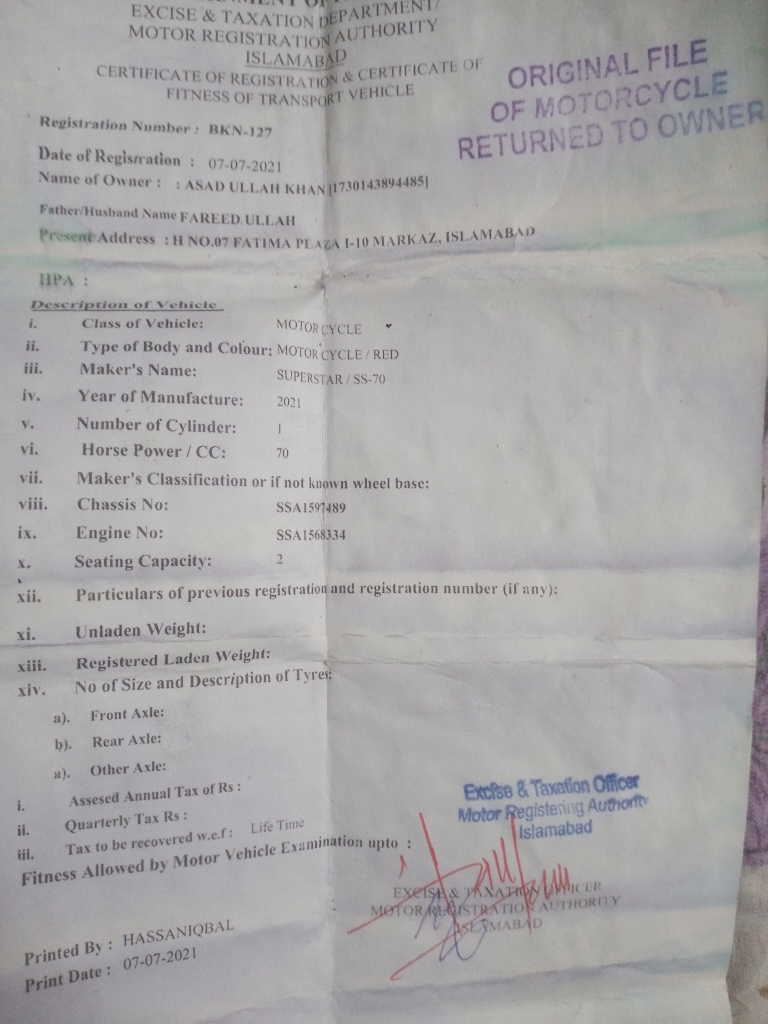 EXCISE & TAXATION DEPARTMENT/
MOTOR REGISTRATION AUTHORITY
ISLAMABAD
CERTIFICATE OF REGISTRATION & CERTIFICATE OF
FITNESS OF TRANSPORT VEHICLE
ORIGINAL FILE
OF MOTORCYCLE
RETURNED TO OWNER
Registration Number : BKN-127
Date of Registration : 07-07-2021
Name of Owner : : ASAD ULLAH KHAN [1730143894485]
Father/Husband Name FAREED ULLAH
Present Address : H NO.07 FATIMA PLAZA I-10 MARKAZ, ISLAMABAD
HPA :
Description of Vehicle
i. Class of Vehicle: MOTOR CYCLE
ii. Type of Body and Colour: MOTOR CYCLE / RED
iii. Maker's Name: SUPERSTAR / SS-70
iv. Year of Manufacture: 2021
v. Number of Cylinder: 1
vi. Horse Power / CC: 70
vii. Maker's Classification or if not known wheel base:
viii. Chassis No: SSA1597489
ix. Engine No: SSA1568334
x. Seating Capacity: 2
xii. Particulars of previous registration and registration number (if any):
xi. Unladen Weight:
xiii. Registered Laden Weight:
xiv. No of Size and Description of Tyres:
a). Front Axle:
b). Rear Axle:
a). Other Axle:
i. Assesed Annual Tax of Rs :
ii. Quarterly Tax Rs :
iii. Tax to be recovered w.e.f : Life Time
Fitness Allowed by Motor Vehicle Examination upto :
Excise & Taxation Officer
Motor Registering Authority
Islamabad
EXCISE & TAXATION OFFICER
MOTOR REGISTRATION AUTHORITY
ISLAMABAD
Printed By : HASSANIQBAL
Print Date : 07-07-2021